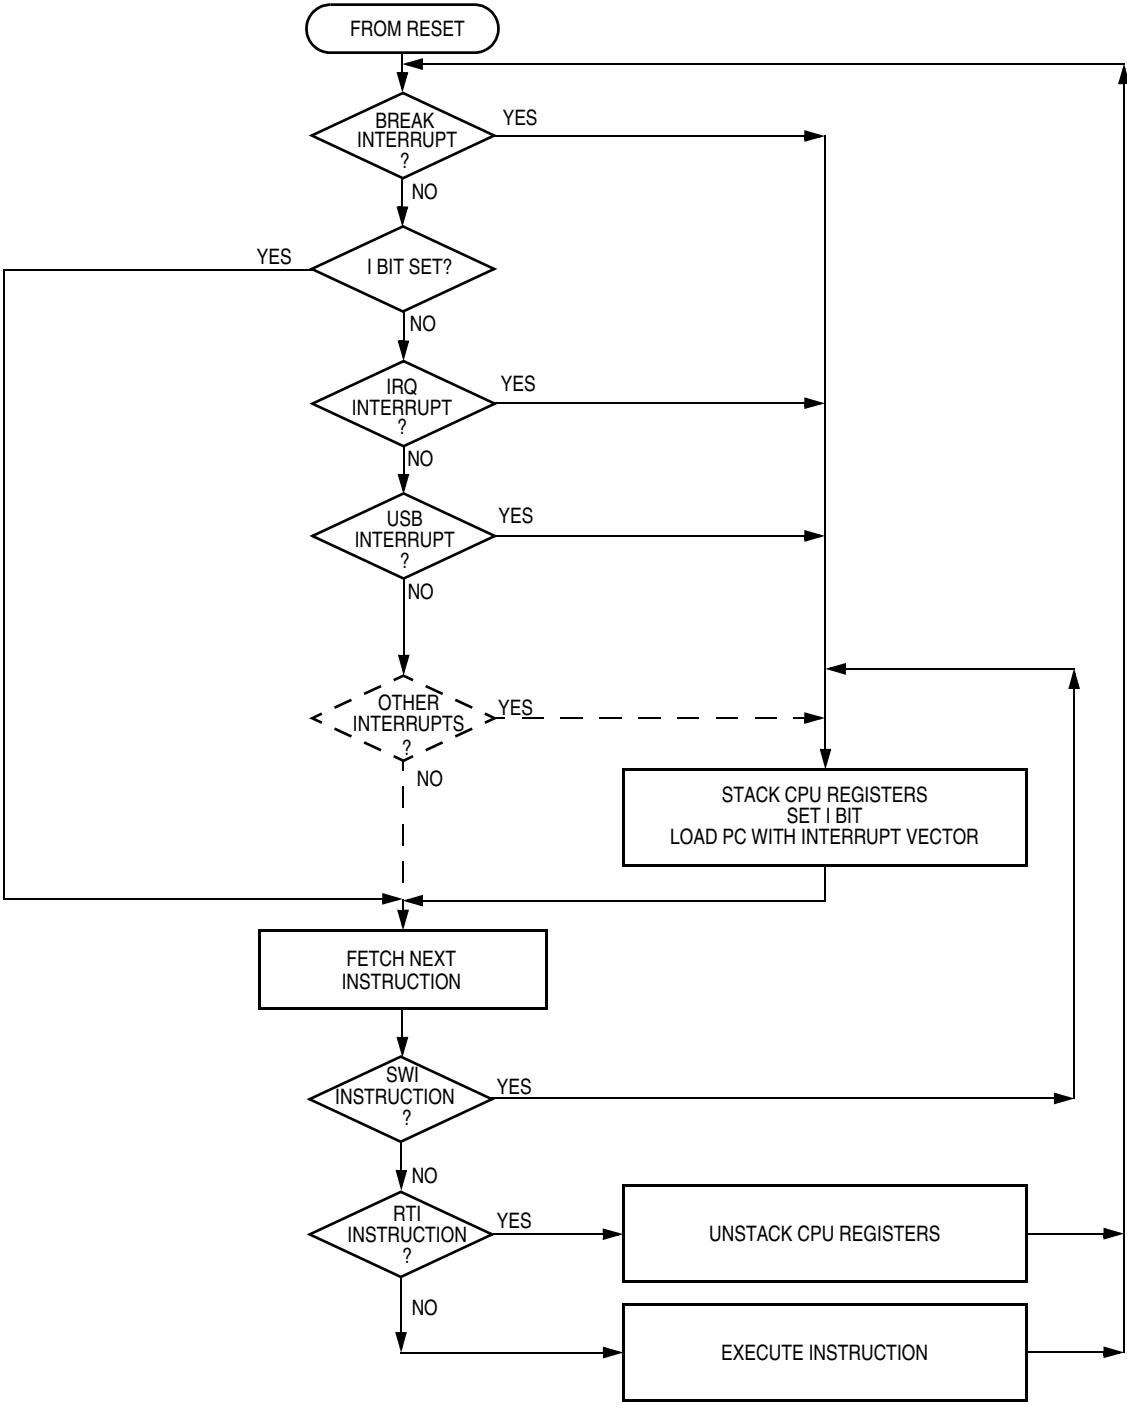 FROM RESET
BREAK
INTERRUPT
?
YES
NO
YES
I BIT SET?
NO
IRQ
INTERRUPT
?
YES
NO
USB
INTERRUPT
?
YES
NO
OTHER
INTERRUPTS
?
YES
NO
STACK CPU REGISTERS
SET I BIT
LOAD PC WITH INTERRUPT VECTOR
FETCH NEXT
INSTRUCTION
SWI
INSTRUCTION
?
YES
NO
RTI
INSTRUCTION
?
YES
UNSTACK CPU REGISTERS
NO
EXECUTE INSTRUCTION